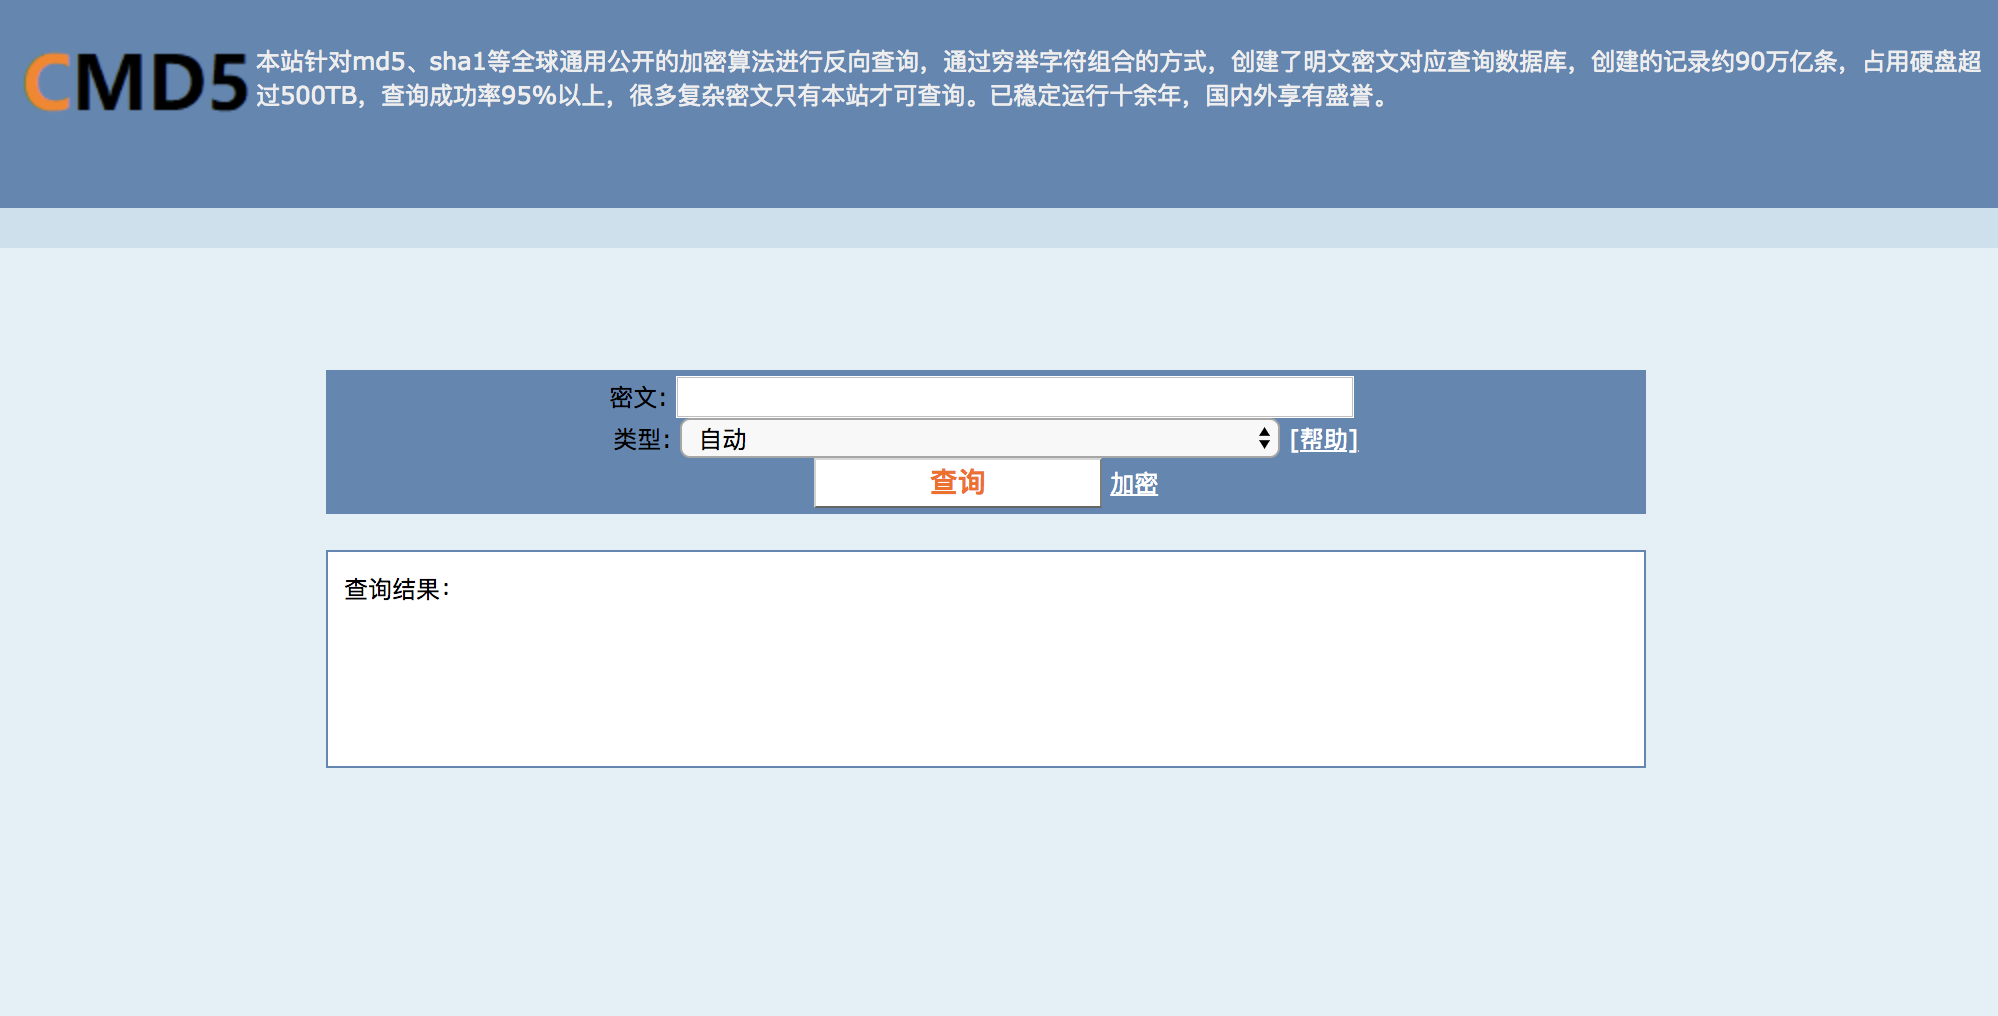 CMD5
本站针对md5、sha1等全球通用公开的加密算法进行反向查询，通过穷举字符组合的方式，创建了明文密文对应查询数据库，创建的记录约90万亿条，占用硬盘超
过500TB，查询成功率95%以上，很多复杂密文只有本站才可查询。已稳定运行十余年，国内外享有盛誉。
密文:
类型: 自动 [帮助]
查询 加密
查询结果: